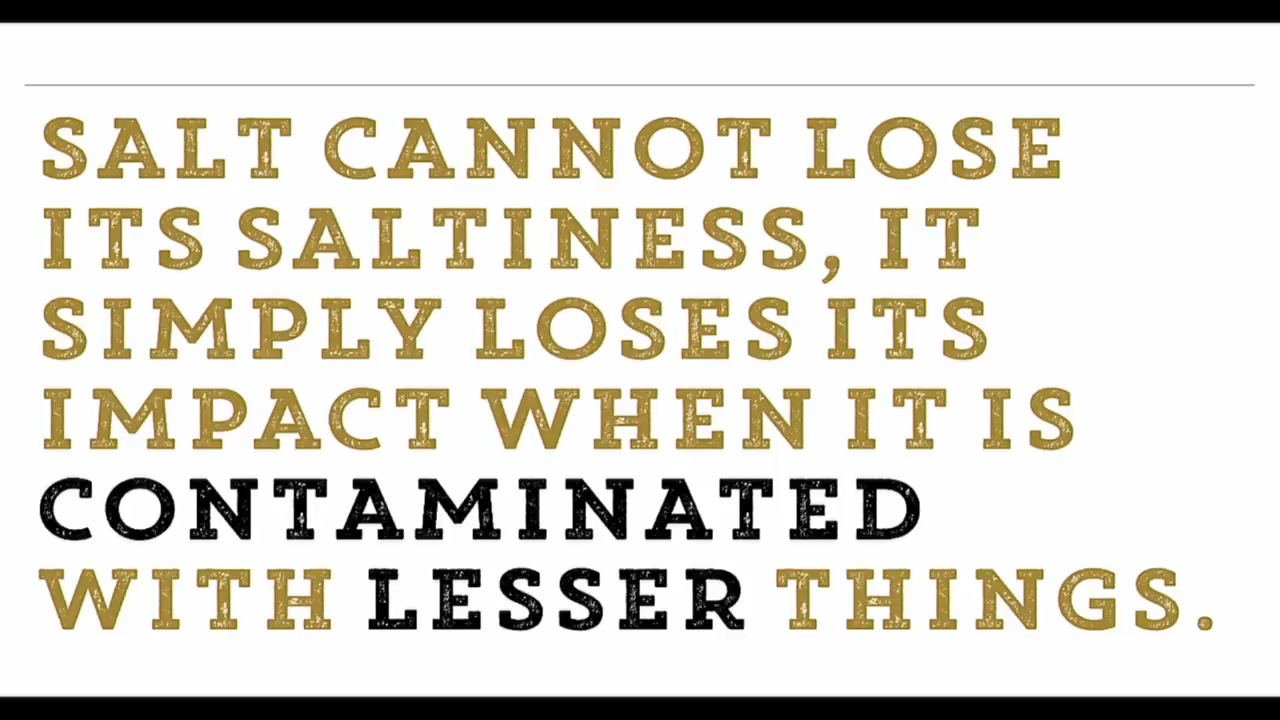 SALT CANNOT LOSE
ITS SALTINESS, IT
SIMPLY LOSES ITS
IMPACT WHEN IT IS
CONTAMINATED
WITH LESSER THINGS.